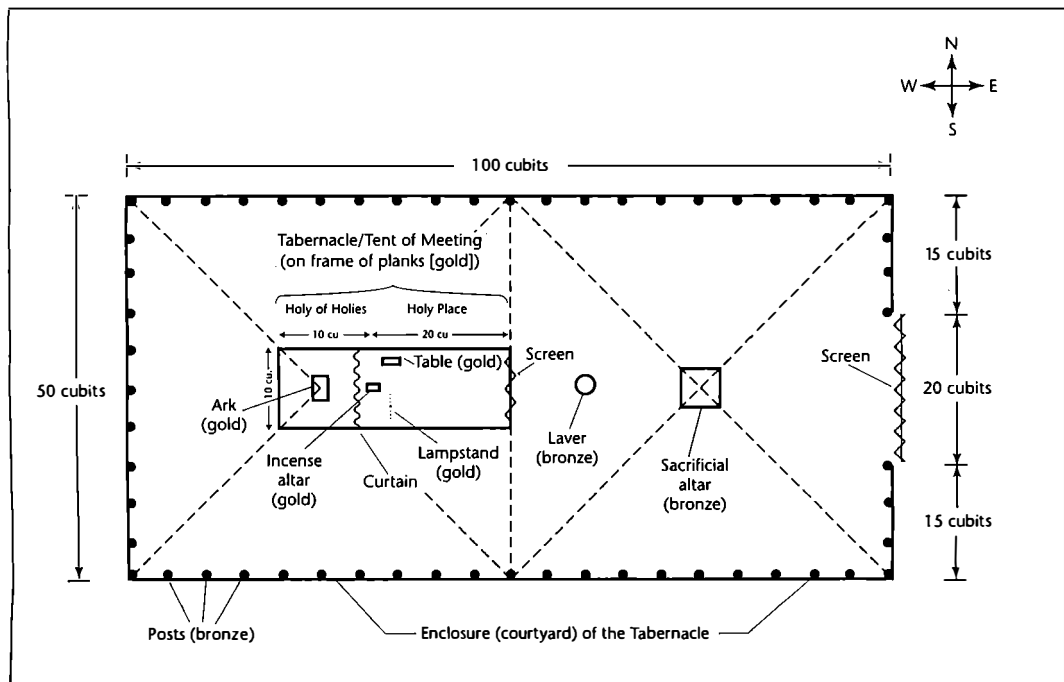 N
W E
S
100 cubits
Tabernacle/Tent of Meeting
(on frame of planks [gold])
15 cubits
Holy of Holies Holy Place
10 cu 20 cu
Table (gold)
Screen
Screen
50 cubits
10 cu.
20 cubits
Ark
(gold)
Incense
altar
(gold)
Lampstand
(gold)
Curtain
Laver
(bronze)
Sacrificial
altar
(bronze)
15 cubits
Posts (bronze)
Enclosure (courtyard) of the Tabernacle